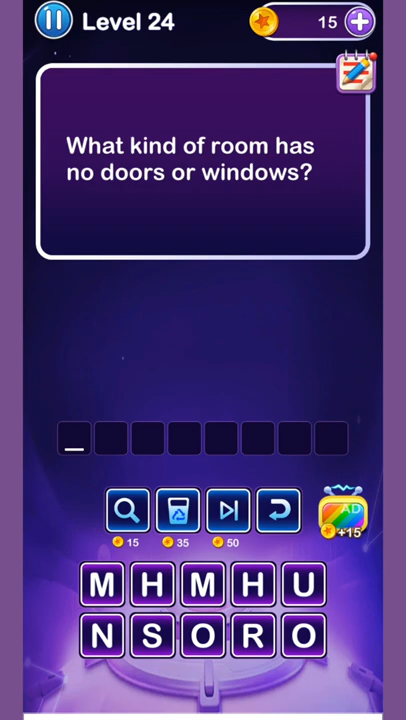 Level 24
15
What kind of room has
no doors or windows?
AD
+15
15
35
50
M H M H U
N S O R O